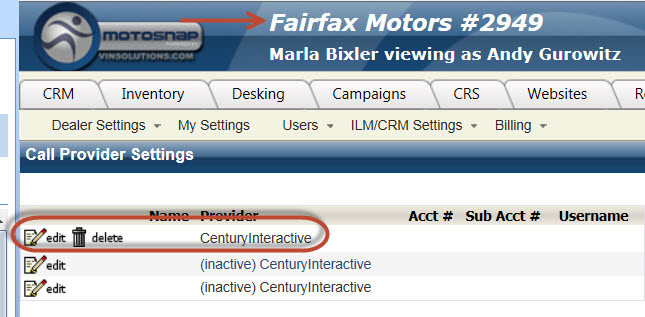 Fairfax Motors #2949
MOTOSNAP
POWERED BY
VINSOLUTIONS.COM
Marla Bixler viewing as Andy Gurowitz
CRM Inventory Desking Campaigns CRS Websites R
Dealer Settings My Settings Users ILM/CRM Settings Billing
Call Provider Settings
Name Provider Acct # Sub Acct # Username
edit delete CenturyInteractive
edit (inactive) CenturyInteractive
edit (inactive) CenturyInteractive